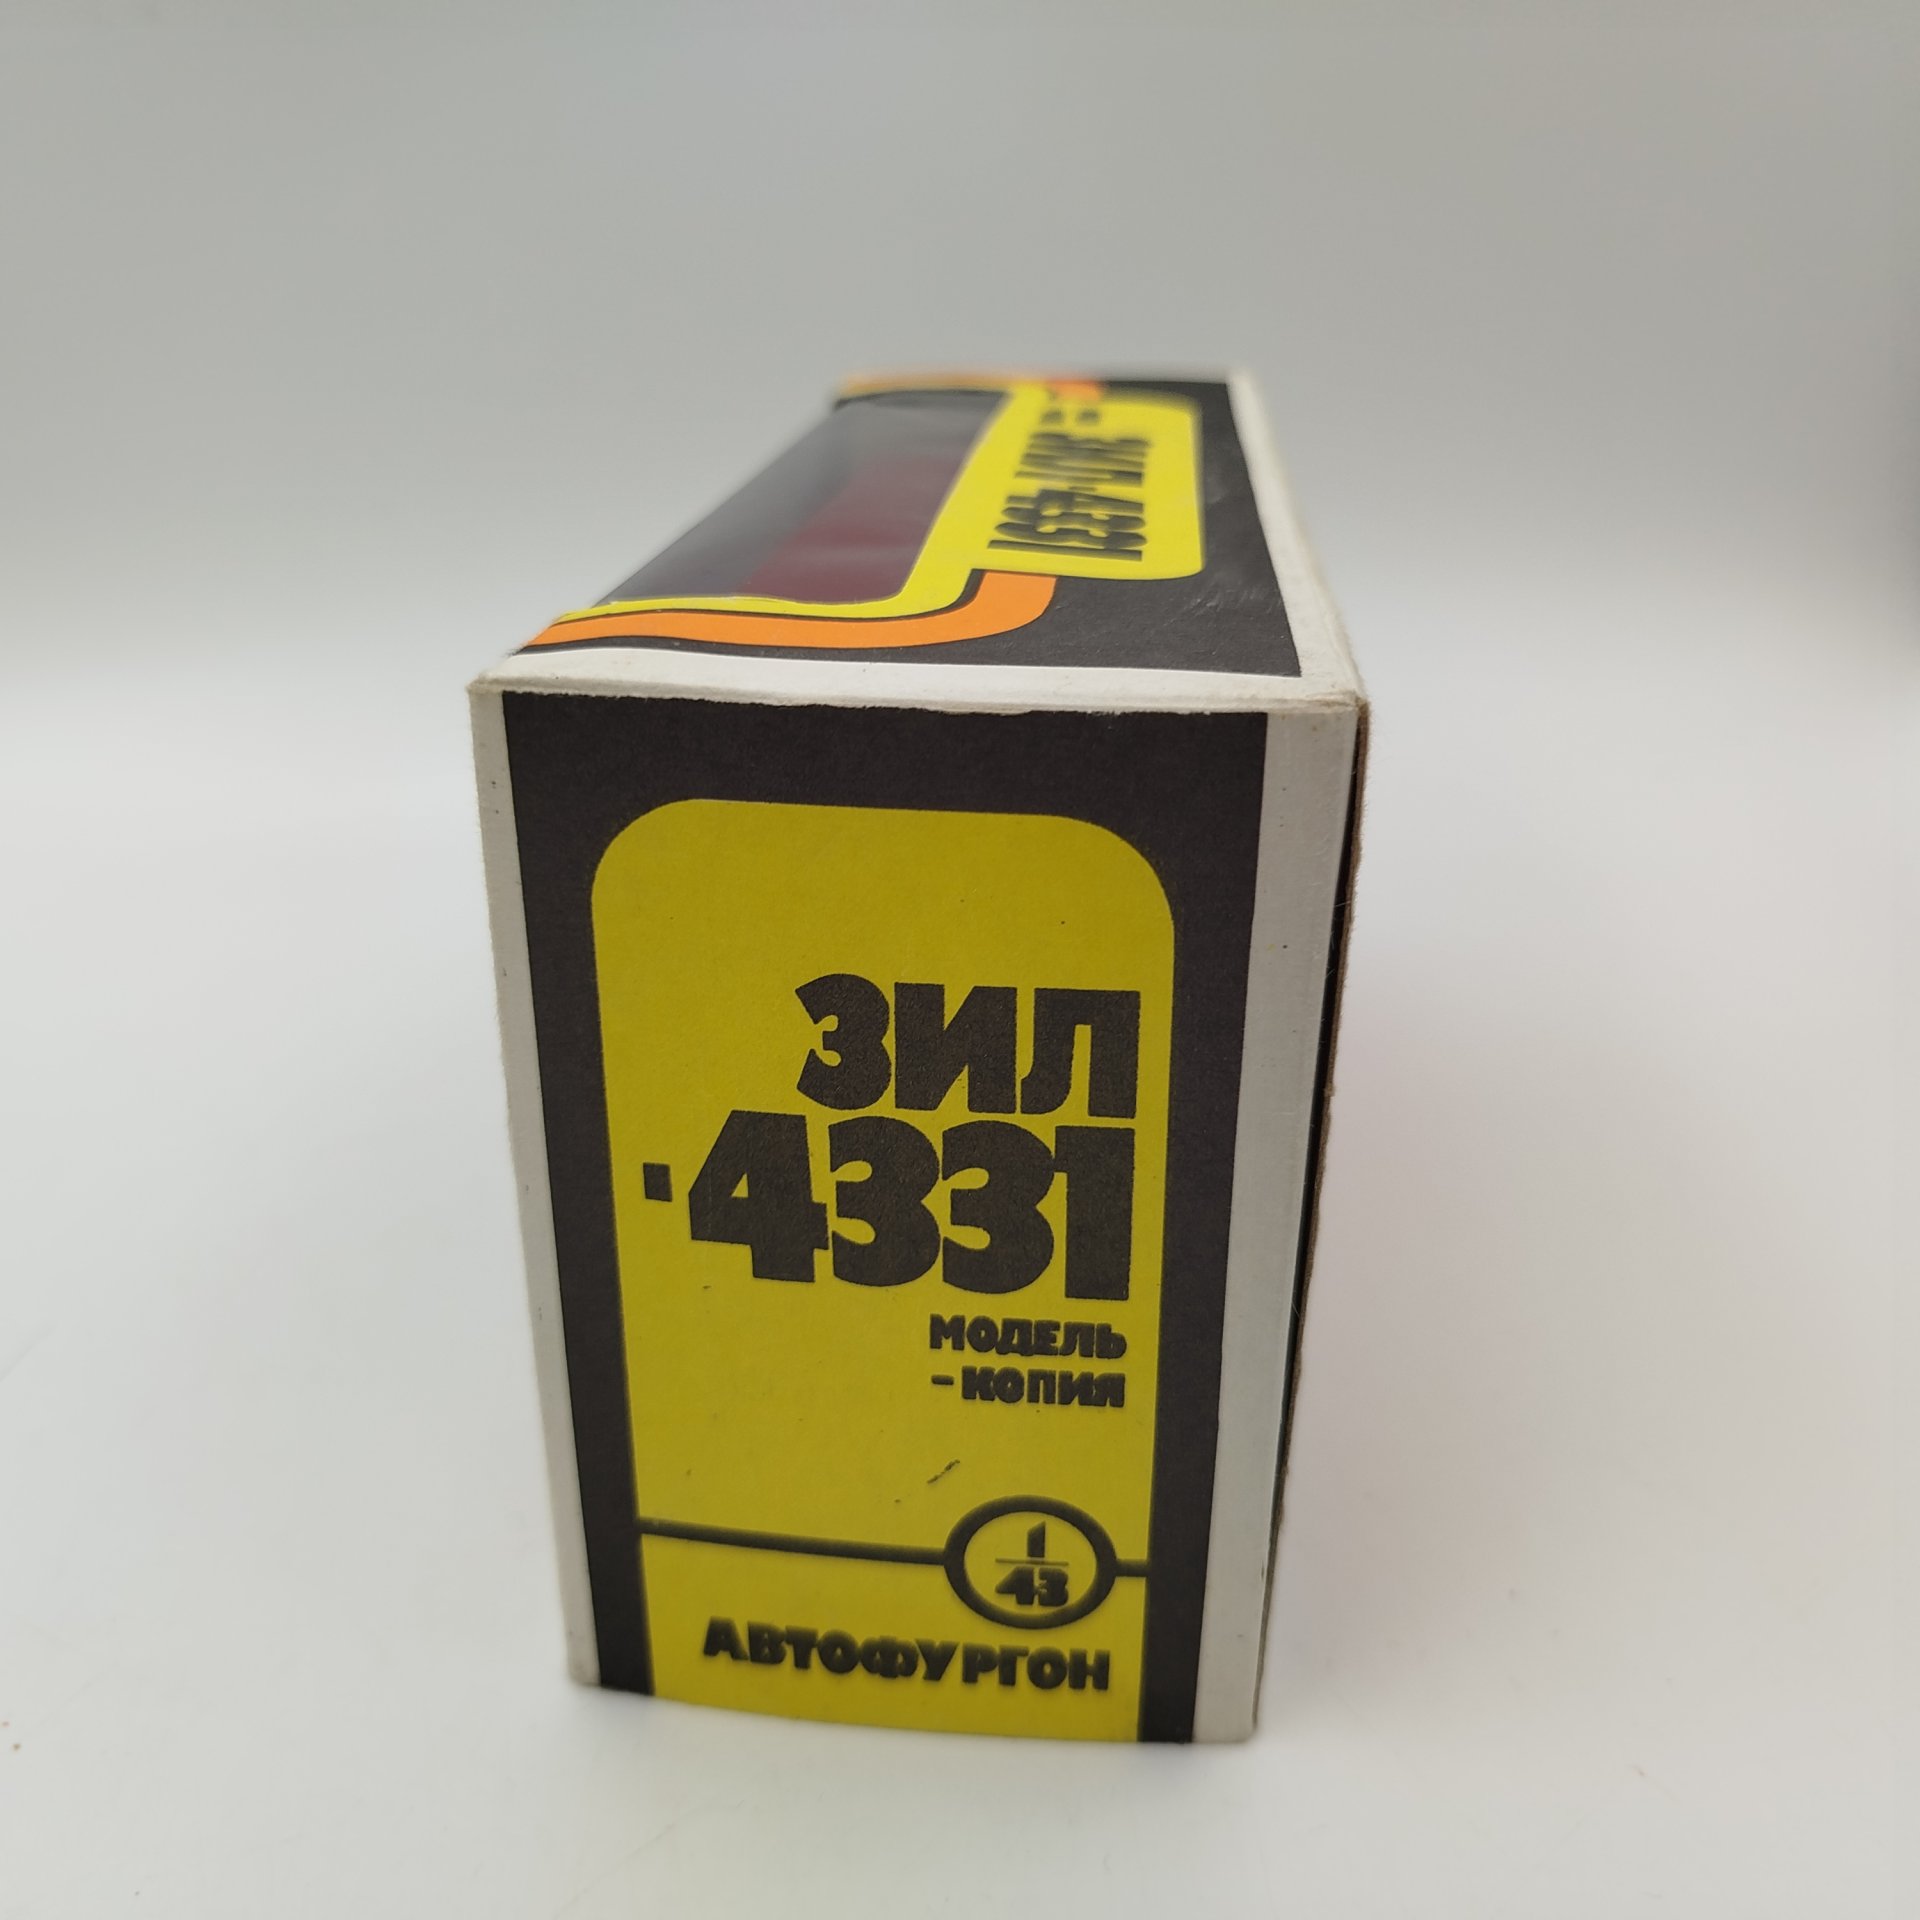 ЗИЛ-4331
ЗИЛ
-4331
МОДЕЛЬ
-КОПИЯ
1
43
АВТОФУРГОН